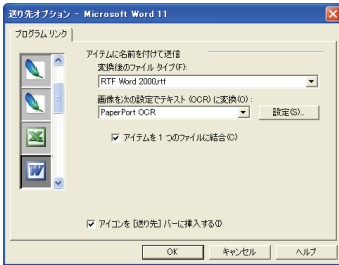 送り先オプション - Microsoft Word 11
プログラム リンク
アイテムに名前を付けて送信
変換後のファイル タイプ(F):
RTF Word 2000,rtf
画像を次の設定でテキスト (OCR) に変換(O):
PaperPort OCR
設定(S)...
アイテムを 1 つのファイルに結合(C)
アイコンを [送り先] バーに挿入する(I)
OK
キャンセル
ヘルプ